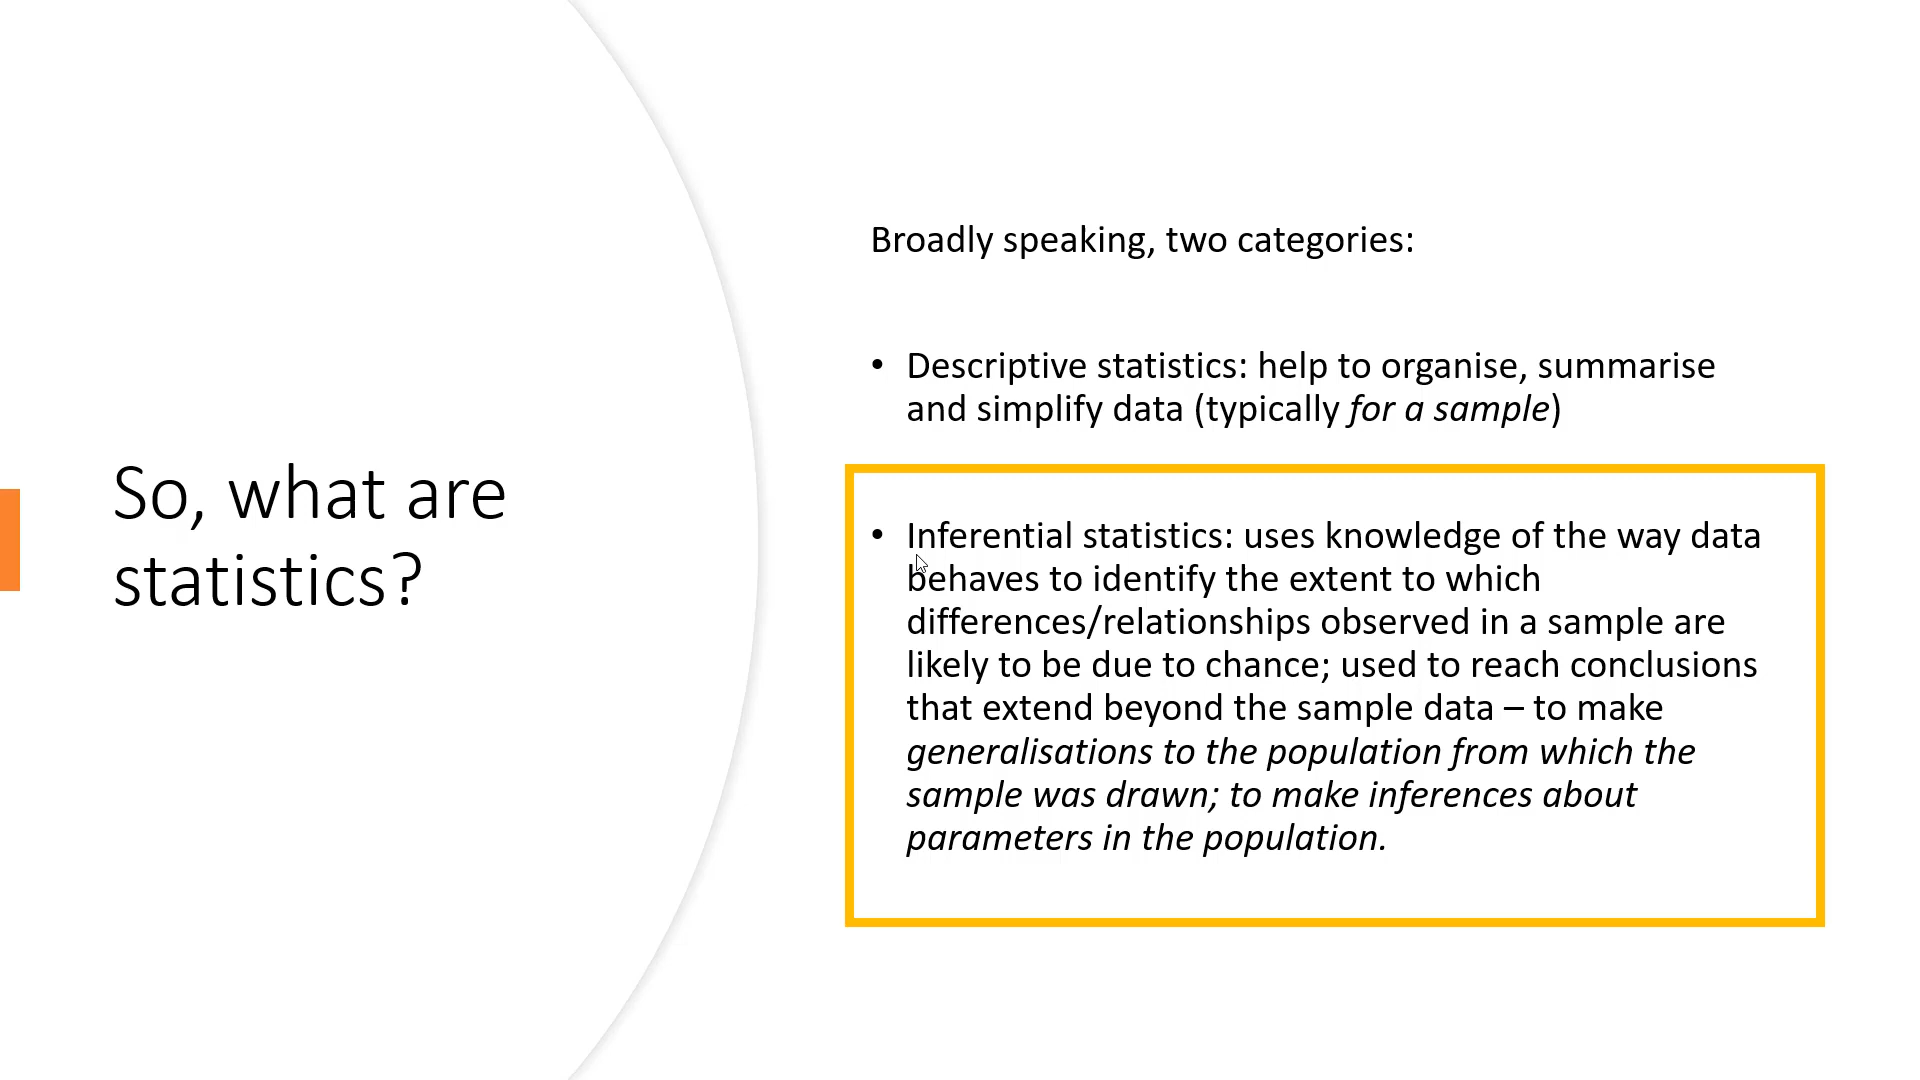 So, what are
statistics?
Broadly speaking, two categories:
• Descriptive statistics: help to organise, summarise
and simplify data (typically for a sample)
• Inferential statistics: uses knowledge of the way data
behaves to identify the extent to which
differences/relationships observed in a sample are
likely to be due to chance; used to reach conclusions
that extend beyond the sample data – to make
generalisations to the population from which the
sample was drawn; to make inferences about
parameters in the population.